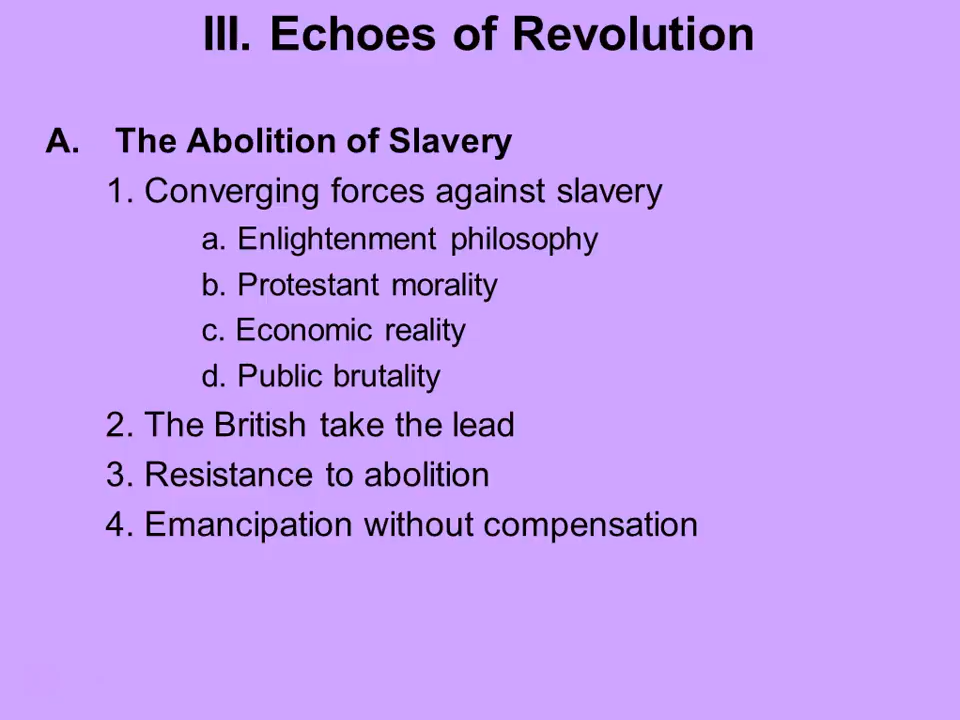 III. Echoes of Revolution
A. The Abolition of Slavery
1. Converging forces against slavery
a. Enlightenment philosophy
b. Protestant morality
c. Economic reality
d. Public brutality
2. The British take the lead
3. Resistance to abolition
4. Emancipation without compensation